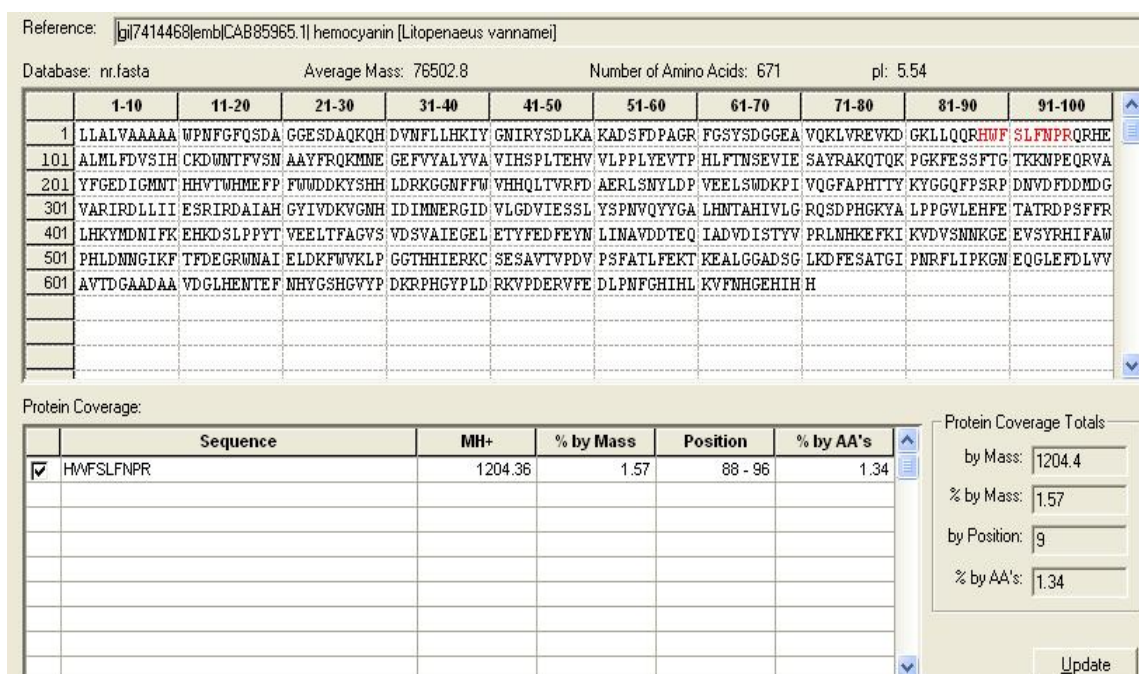 Reference: gi|7414468|emb|CAB85965.1| hemocyanin [Litopenaeus vannamei]
Database: nr.fasta Average Mass: 76502.8 Number of Amino Acids: 671 pI: 5.54
1-10 11-20 21-30 31-40 41-50 51-60 61-70 71-80 81-90 91-100
1 LLALVAAAAA WPNFGFQSDA GGESDAQKQH DVNFLLHKIY GNIRYSDLKA KADSFDPAGR FGSYSDGGEA VQKLVREVKD GKLLQQRHWF SLFNPRQRHE
101 ALMLFDVSIH CKDWNTFVSN AAYFRQKMNE GEFVYALYVA VIHSPLTEHV VLPPLYEVTP HLFTNSEVIE SAYRAKQTQK PGKFESSFTG TKKNPEQRVA
201 YFGEDIGMNT HHVTWHMEFP FWWDDKYSHH LDRKGGNFFW VHHQLTVRFD AERLSNYLDP VEELSWDKPI VQGFAPHTTY KYGGQFPSRP DNVDFDDMDG
301 VARIRDLLII ESRIRDAIAH GYIVDKVGNH IDIMNERGID VLGDVIESSL YSPNVQYYGA LHNTAHIVLG RQSDPHGKYA LPPGVLEHFE TATRDPSFFR
401 LHKYMDNIFK EHKDSLPPYT VEELTFAGVS VDSVAIEGEL ETYFEDFEYN LINAVDDTEQ IADVDISTYV PRLNHKEFKI KVDVSNNKGE EVSYRHIFAW
501 PHLDNNGIKF TFDEGRWNAI ELDKFWVKLP GGTHHIERKC SESAVTVPDV PSFATLFEKT KEALGGADSG LKDFESATGI PNRFLIPKGN EQGLEFDLVV
601 AVTDGAADAA VDGLHENTEF NHYGSHGVYP DKRPHGYPLD RKVPDERVFE DLPNFGHIHL KVFNHGEHIH H
Protein Coverage:
Sequence MH+ % by Mass Position % by AA's
HWFSLFNPR 1204.36 1.57 88 - 96 1.34
Protein Coverage Totals
by Mass: 1204.4
% by Mass: 1.57
by Position: 9
% by AA's: 1.34
Update